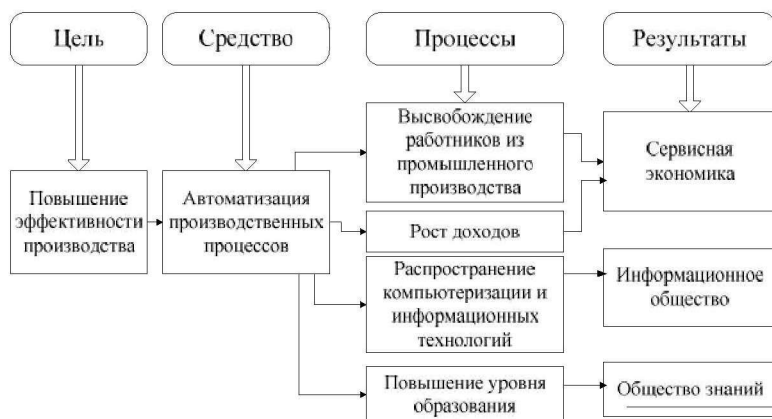 Цель
Средство
Процессы
Результаты
Повышение
эффективности
производства
Автоматизация
производственных
процессов
Высвобождение
работников из
промышленного
производства
Рост доходов
Распространение
компьютеризации и
информационных
технологий
Повышение уровня
образования
Сервисная
экономика
Информационное
общество
Общество знаний